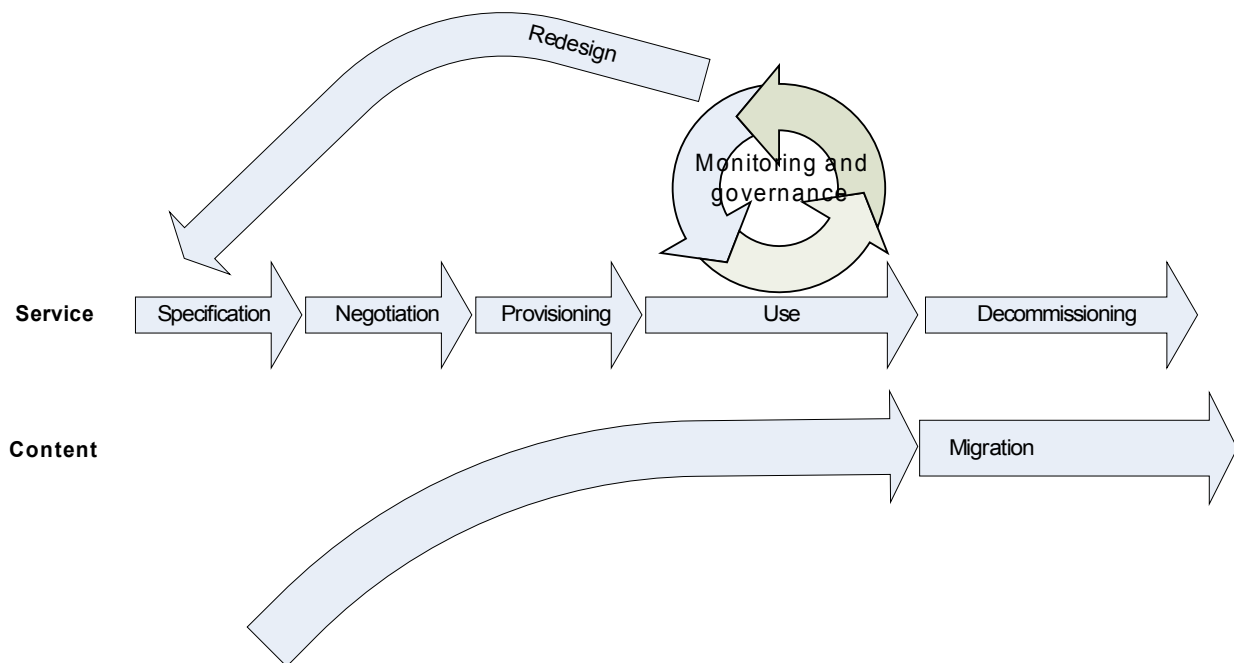 Redesign
Monitoring and
governance
Service
Specification
Negotiation
Provisioning
Use
Decommissioning
Content
Migration